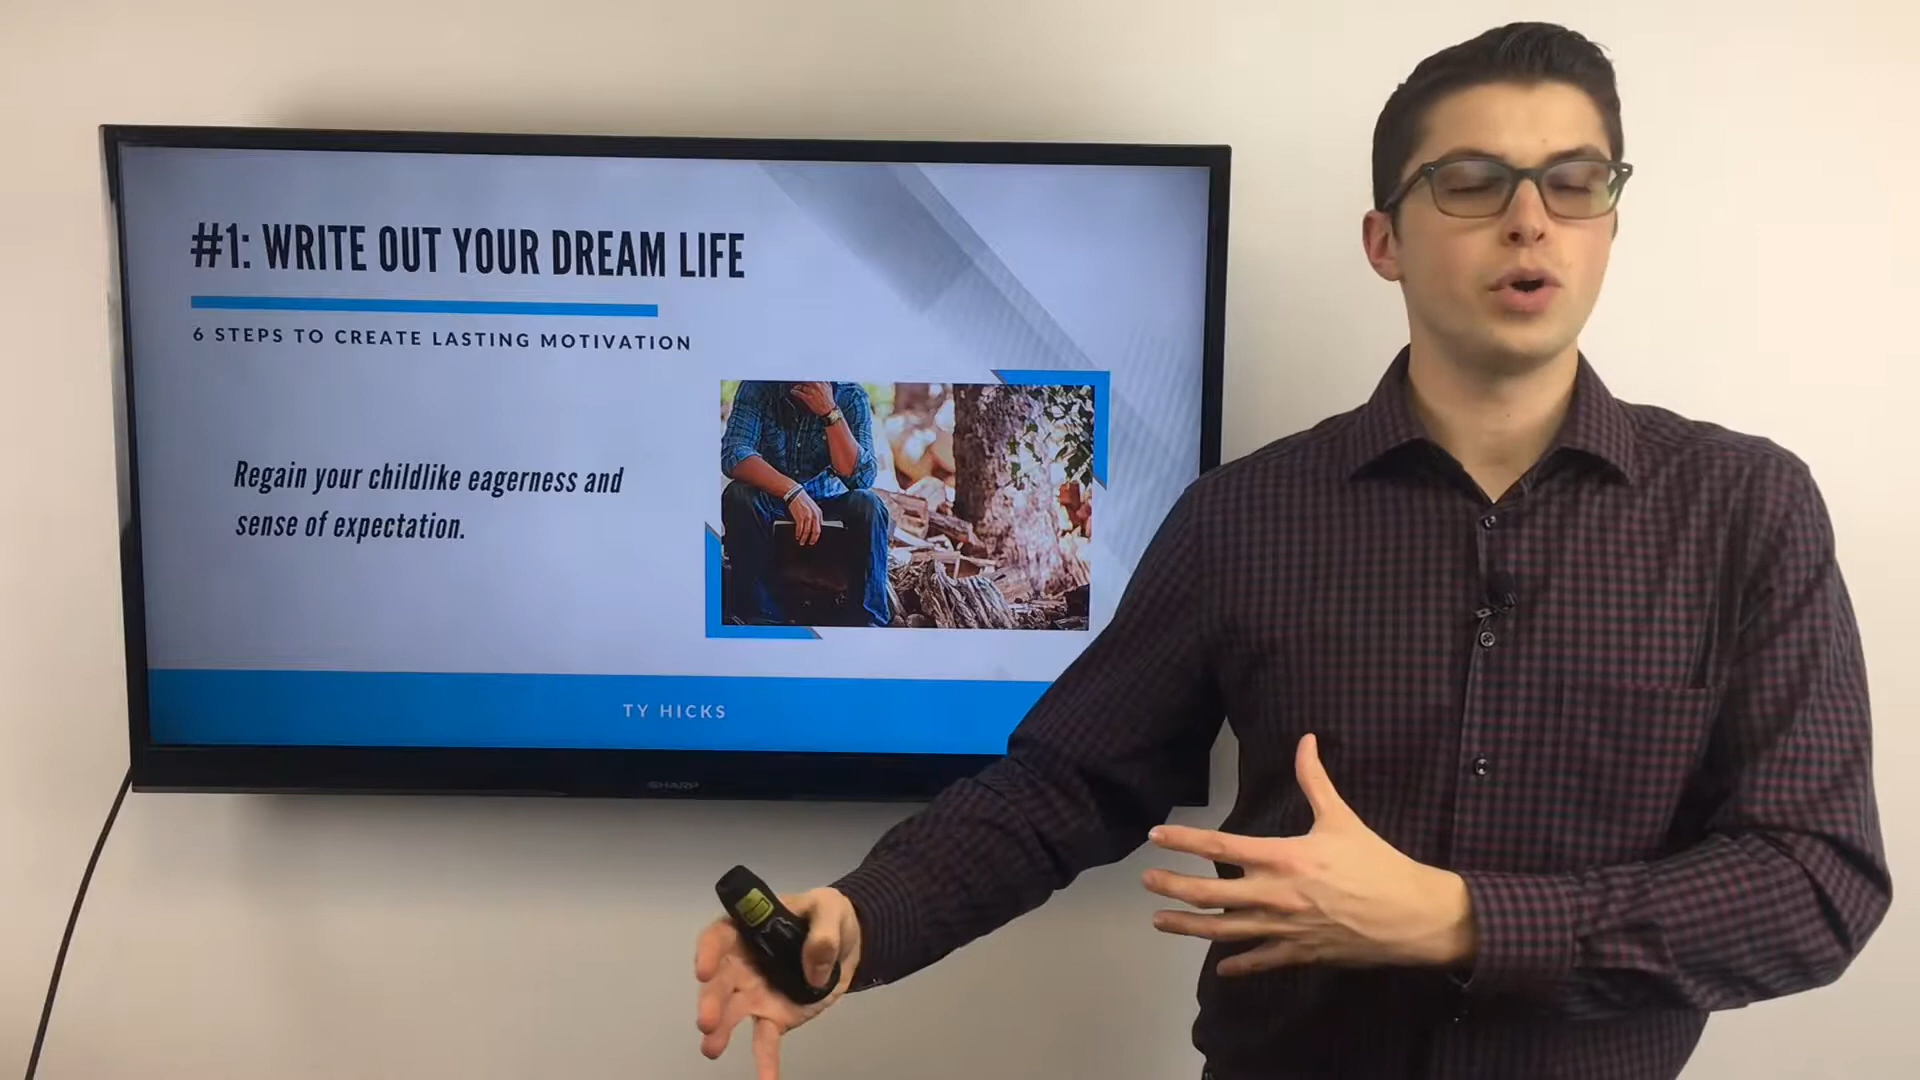 #1: WRITE OUT YOUR DREAM LIFE
6 STEPS TO CREATE LASTING MOTIVATION
Regain your childlike eagerness and
sense of expectation.
TY HICKS
SHARP